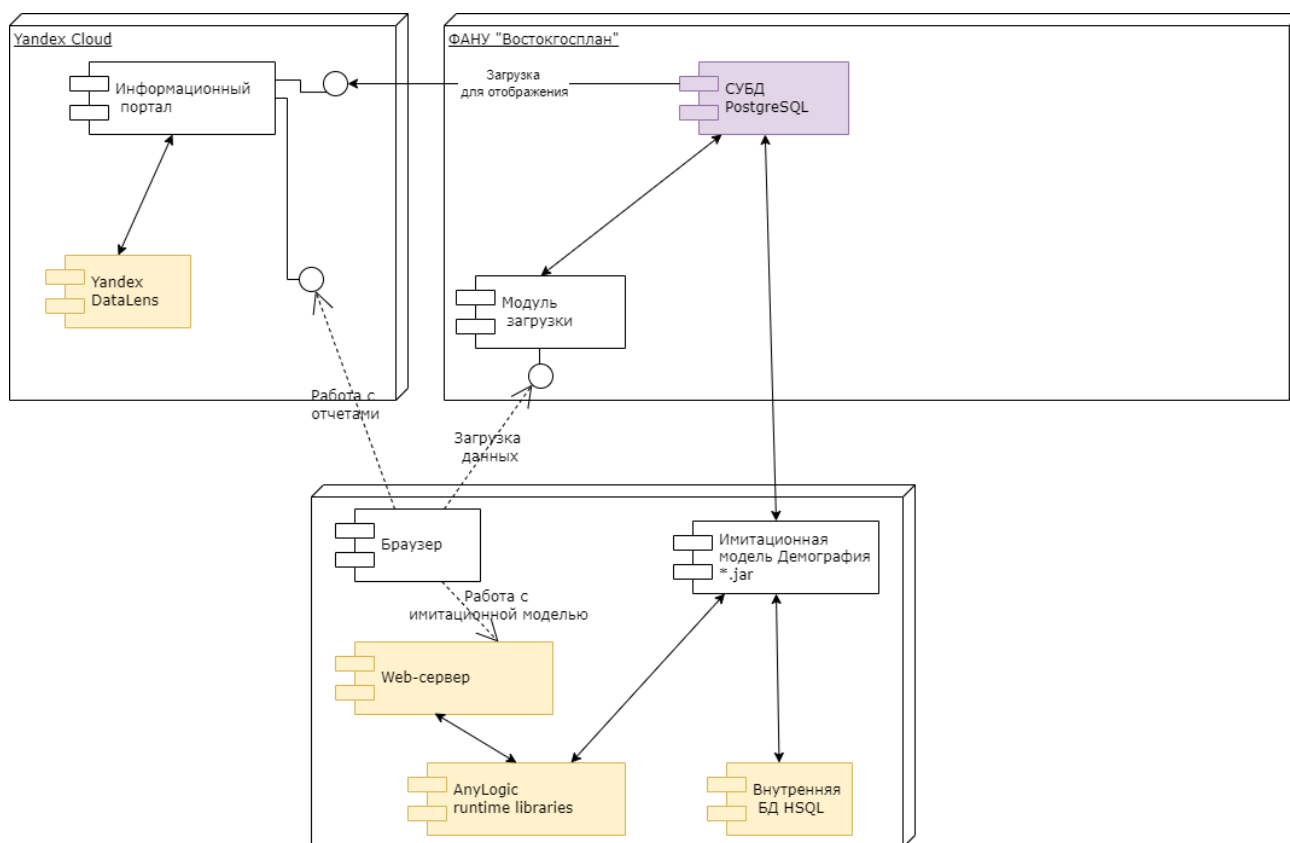 Yandex Cloud
Информационный
портал
Yandex
DataLens
ФАНУ "Востокгосплан"
Загрузка
для отображения
СУБД
PostgreSQL
Модуль
загрузки
Работа с
отчетами
Загрузка
данных
Браузер
Работа с
имитационной моделью
Web-сервер
AnyLogic
runtime libraries
Имитационная
модель Демография
*.jar
Внутренняя
БД HSQL